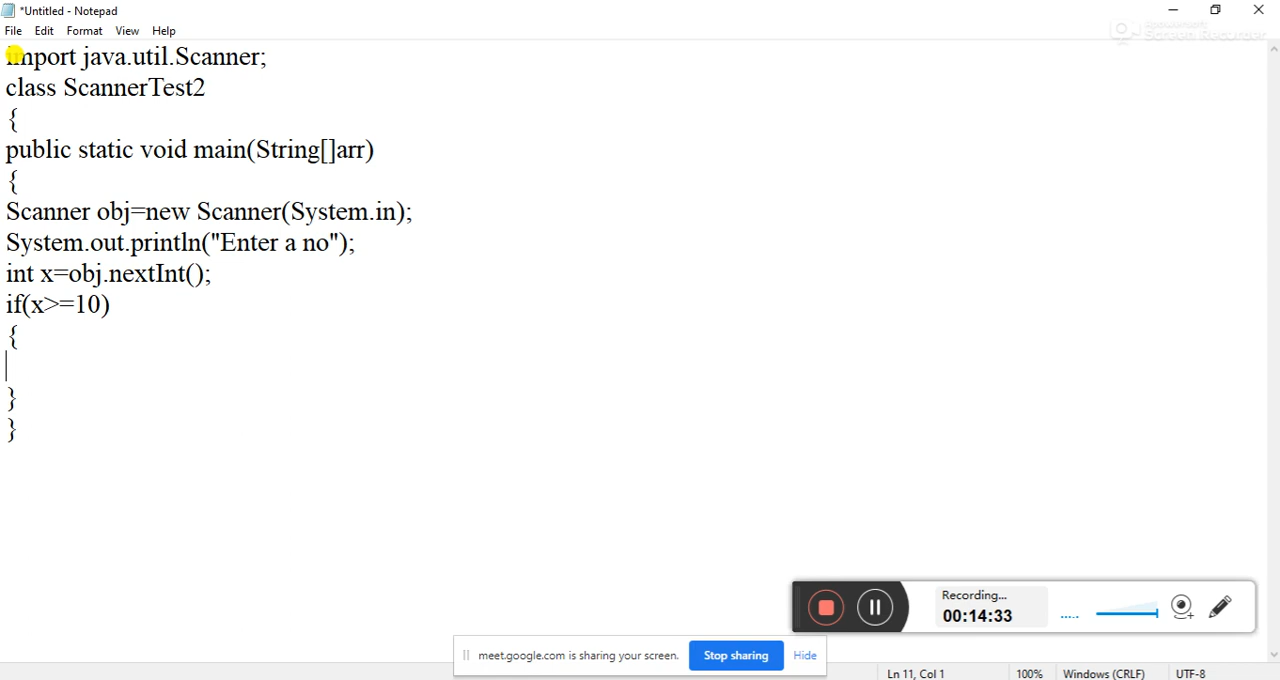 *Untitled - Notepad
File Edit Format View Help
import java.util.Scanner;
class ScannerTest2
{
public static void main(String[]arr)
{
Scanner obj=new Scanner(System.in);
System.out.println("Enter a no");
int x=obj.nextInt();
if(x>=10)
{
}
}
Screen Recorder
Recording...
00:14:33
meet.google.com is sharing your screen. Stop sharing Hide
Ln 11, Col 1 100% Windows (CRLF) UTF-8